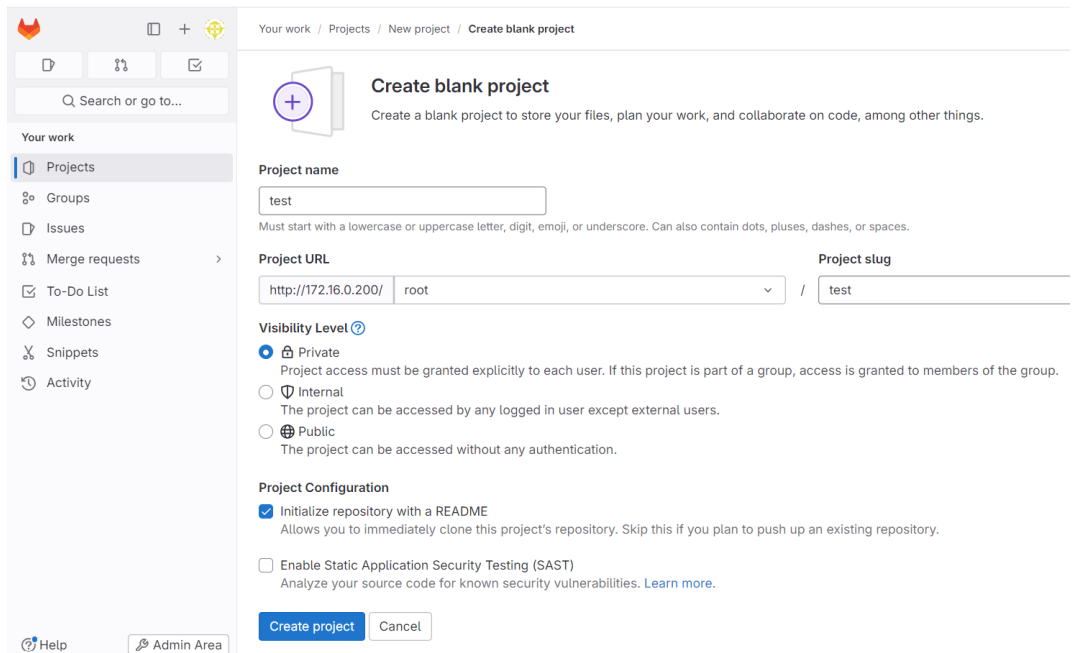 Your work / Projects / New project / Create blank project
Search or go to...
Your work
Projects
Groups
Issues
Merge requests
To-Do List
Milestones
Snippets
Activity
Help
Admin Area
Create blank project
Create a blank project to store your files, plan your work, and collaborate on code, among other things.
Project name
test
Must start with a lowercase or uppercase letter, digit, emoji, or underscore. Can also contain dots, pluses, dashes, or spaces.
Project URL
Project slug
http://172.16.0.200/ root / test
Visibility Level
Private
Project access must be granted explicitly to each user. If this project is part of a group, access is granted to members of the group.
Internal
The project can be accessed by any logged in user except external users.
Public
The project can be accessed without any authentication.
Project Configuration
Initialize repository with a README
Allows you to immediately clone this project's repository. Skip this if you plan to push up an existing repository.
Enable Static Application Security Testing (SAST)
Analyze your source code for known security vulnerabilities. Learn more.
Create project
Cancel